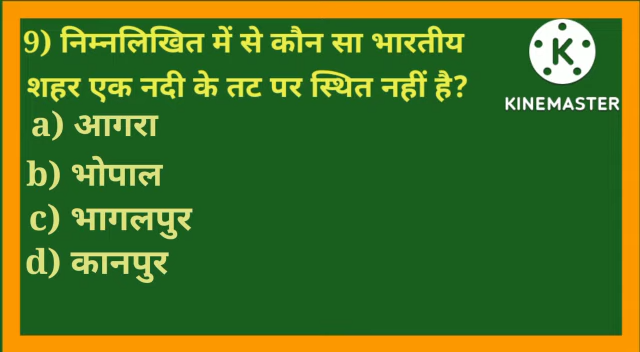 9) निम्नलिखित में से कौन सा भारतीय
शहर एक नदी के तट पर स्थित नहीं है?
a) आगरा
b) भोपाल
c) भागलपुर
d) कानपुर
K
KINEMASTER